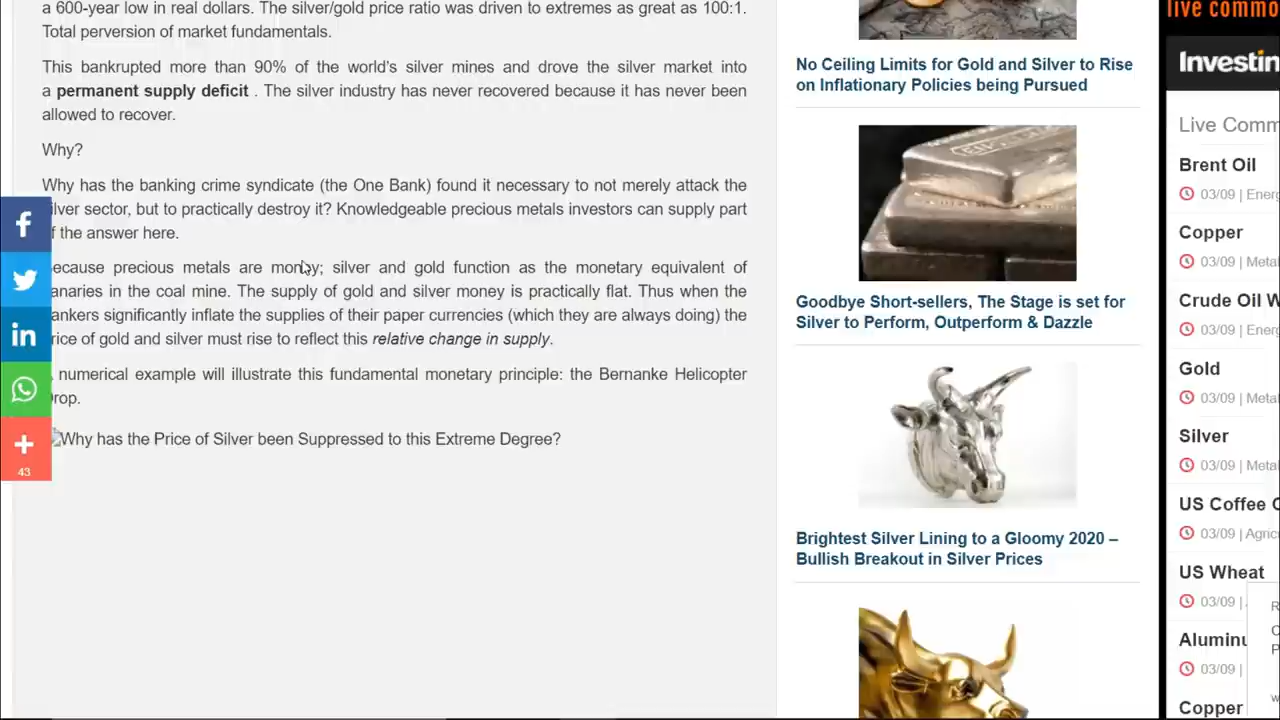 a 600-year low in real dollars. The silver/gold price ratio was driven to extremes as great as 100:1.
Total perversion of market fundamentals.
This bankrupted more than 90% of the world's silver mines and drove the silver market into
a permanent supply deficit . The silver industry has never recovered because it has never been
allowed to recover.
Why?
Why has the banking crime syndicate (the One Bank) found it necessary to not merely attack the
ilver sector, but to practically destroy it? Knowledgeable precious metals investors can supply part
f the answer here.
ecause precious metals are money; silver and gold function as the monetary equivalent of
anaries in the coal mine. The supply of gold and silver money is practically flat. Thus when the
ankers significantly inflate the supplies of their paper currencies (which they are always doing) the
rice of gold and silver must rise to reflect this relative change in supply.
numerical example will illustrate this fundamental monetary principle: the Bernanke Helicopter
rop.
Why has the Price of Silver been Suppressed to this Extreme Degree?
43
No Ceiling Limits for Gold and Silver to Rise
on Inflationary Policies being Pursued
Goodbye Short-sellers, The Stage is set for
Silver to Perform, Outperform & Dazzle
Brightest Silver Lining to a Gloomy 2020 –
Bullish Breakout in Silver Prices
live commo
Investin
Live Comm
Brent Oil
03/09 | Energ
Copper
03/09 | Metal
Crude Oil W
03/09 | Energ
Gold
03/09 | Metal
Silver
03/09 | Metal
US Coffee C
03/09 | Agric
US Wheat
03/09 |
Aluminu
03/09 |
Copper